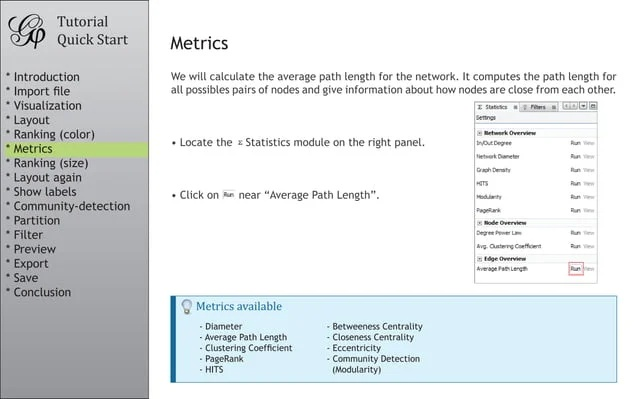 Tutorial
Quick Start
* Introduction
* Import file
* Visualization
* Layout
* Ranking (color)
* Metrics
* Ranking (size)
* Layout again
* Show labels
* Community-detection
* Partition
* Filter
* Preview
* Export
* Save
* Conclusion
Metrics
We will calculate the average path length for the network. It computes the path length for
all possibles pairs of nodes and give information about how nodes are close from each other.
• Locate the Σ Statistics module on the right panel.
• Click on Run near “Average Path Length”.
Σ Statistics Filters
Settings
Network Overview
In/Out Degree Run View
Network Diameter Run View
Graph Density Run View
HITS Run View
Modularity Run View
PageRank Run View
Node Overview
Degree Power Law Run View
Avg. Clustering Coefficient Run View
Edge Overview
Average Path Length Run View
Metrics available
- Diameter
- Average Path Length
- Clustering Coefficient
- PageRank
- HITS
- Betweeness Centrality
- Closeness Centrality
- Eccentricity
- Community Detection
(Modularity)